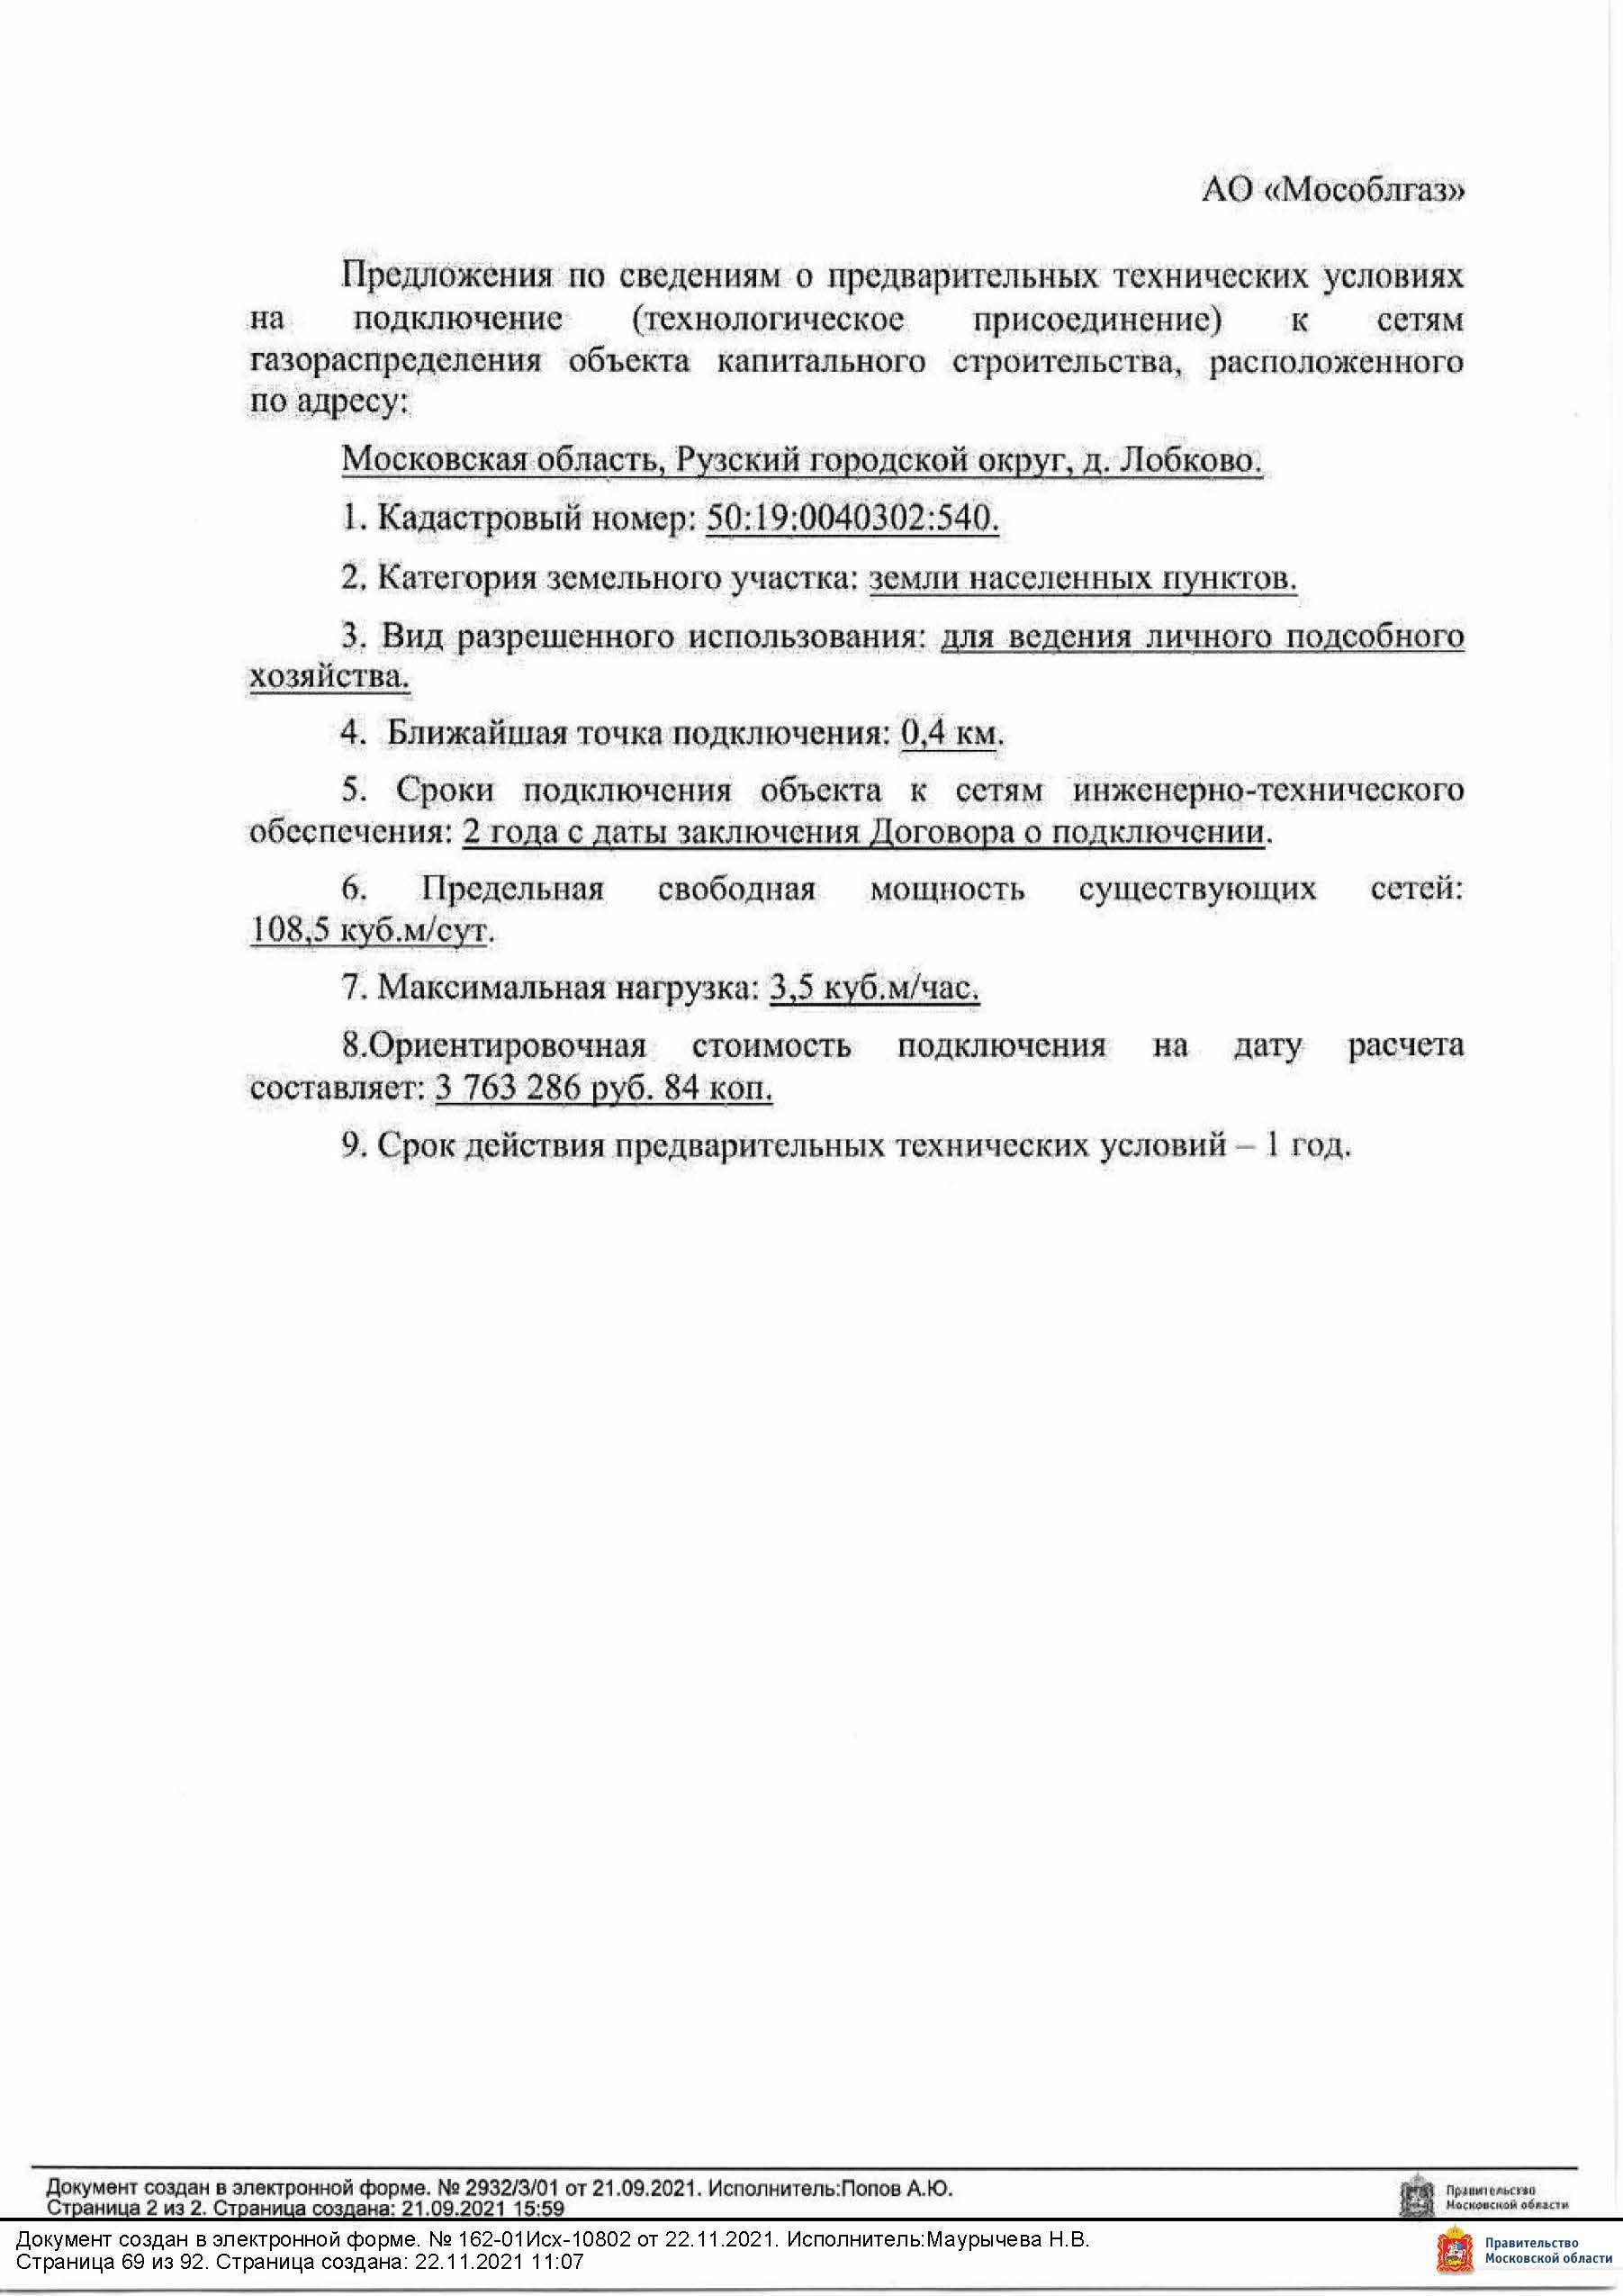 АО «Мособлгаз»
Предложения по сведениям о предварительных технических условиях
на подключение (технологическое присоединение) к сетям
газораспределения объекта капитального строительства, расположенного
по адресу:
Московская область, Рузский городской округ, д. Лобково.
1. Кадастровый номер: 50:19:0040302:540.
2. Категория земельного участка: земли населенных пунктов.
3. Вид разрешенного использования: для ведения личного подсобного
хозяйства.
4. Ближайшая точка подключения: 0,4 км.
5. Сроки подключения объекта к сетям инженерно-технического
обеспечения: 2 года с даты заключения Договора о подключении.
6. Предельная свободная мощность существующих сетей:
108,5 куб.м/сут.
7. Максимальная нагрузка: 3,5 куб.м/час.
8.Ориентировочная стоимость подключения на дату расчета
составляет: 3 763 286 руб. 84 коп.
9. Срок действия предварительных технических условий – 1 год.
Документ создан в электронной форме. № 2932/3/01 от 21.09.2021. Исполнитель:Попов А.Ю.
Страница 2 из 2. Страница создана: 21.09.2021 15:59
Правительство
Московской области
Документ создан в электронной форме. № 162-01Исх-10802 от 22.11.2021. Исполнитель:Маурычева Н.В.
Страница 69 из 92. Страница создана: 22.11.2021 11:07
Правительство
Московской области